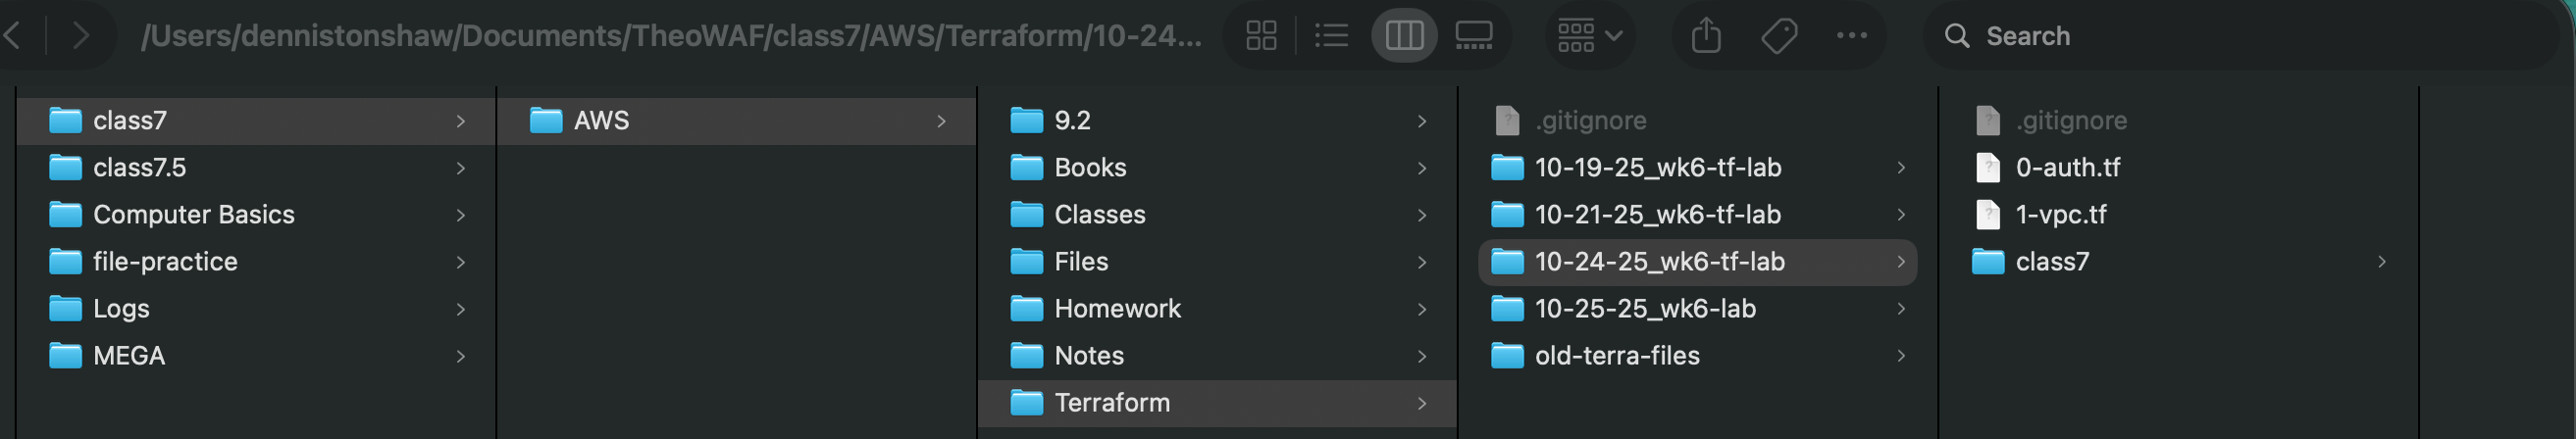 /Users/dennistonshaw/Documents/TheoWAF/class7/AWS/Terraform/10-24...
Search
class7
class7.5
Computer Basics
file-practice
Logs
MEGA
AWS
9.2
Books
Classes
Files
Homework
Notes
Terraform
.gitignore
10-19-25_wk6-tf-lab
10-21-25_wk6-tf-lab
10-24-25_wk6-tf-lab
10-25-25_wk6-lab
old-terra-files
.gitignore
0-auth.tf
1-vpc.tf
class7